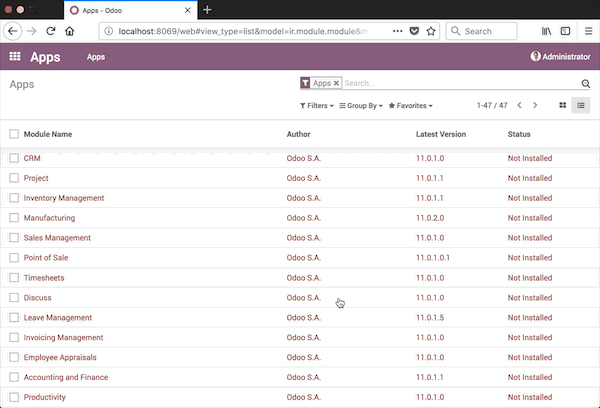 Apps - Odoo
localhost:8069/web#view_type=list&model=ir.module.module&m
Search
Apps Apps Administrator
Apps
Apps Search...
Filters Group By Favorites 1-47 / 47
Module Name Author Latest Version Status
CRM Odoo S.A. 11.0.1.0 Not Installed
Project Odoo S.A. 11.0.1.1 Not Installed
Inventory Management Odoo S.A. 11.0.1.1 Not Installed
Manufacturing Odoo S.A. 11.0.2.0 Not Installed
Sales Management Odoo S.A. 11.0.1.0 Not Installed
Point of Sale Odoo S.A. 11.0.1.0.1 Not Installed
Timesheets Odoo S.A. 11.0.1.0 Not Installed
Discuss Odoo S.A. 11.0.1.0 Not Installed
Leave Management Odoo S.A. 11.0.1.5 Not Installed
Invoicing Management Odoo S.A. 11.0.1.0 Not Installed
Employee Appraisals Odoo S.A. 11.0.1.0 Not Installed
Accounting and Finance Odoo S.A. 11.0.1.1 Not Installed
Productivity Odoo S.A. 11.0.1.0 Not Installed